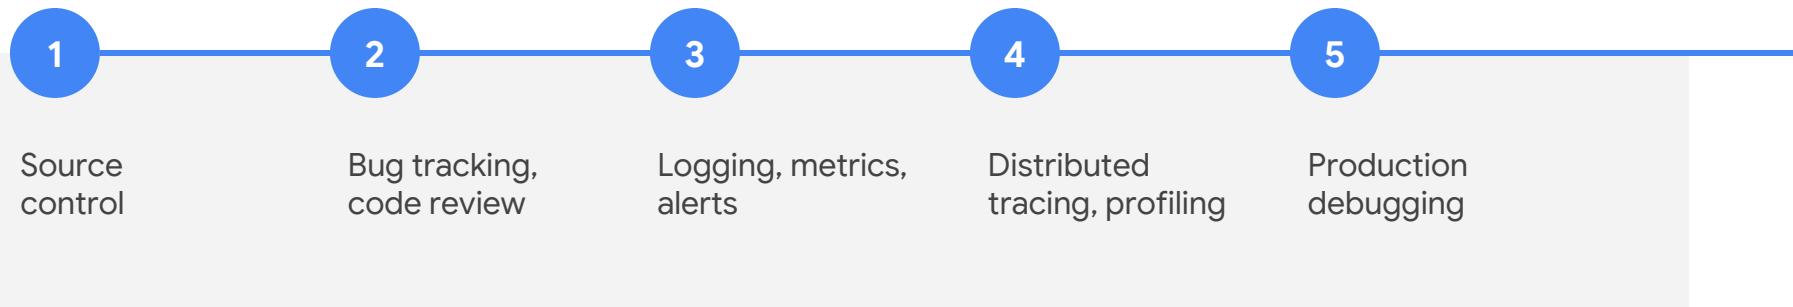 1
2
3
4
5
Source
control
Bug tracking,
code review
Logging, metrics,
alerts
Distributed
tracing, profiling
Production
debugging